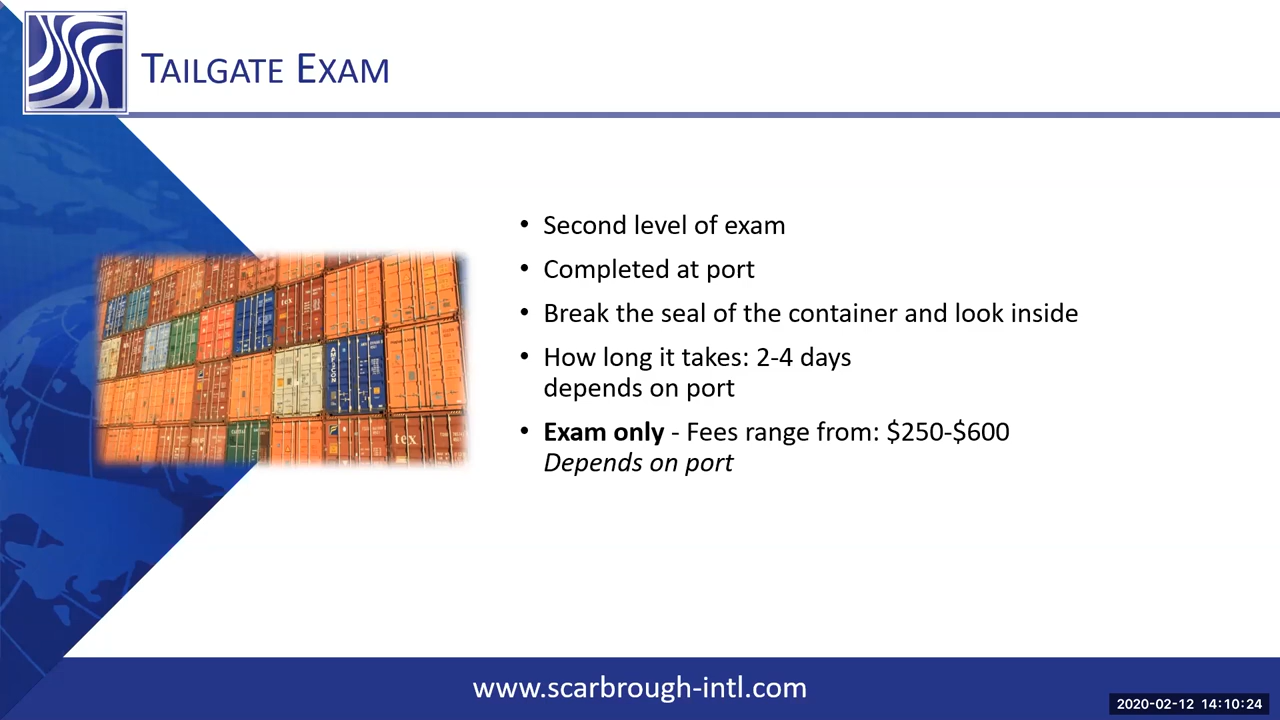 TAILGATE EXAM
• Second level of exam
• Completed at port
• Break the seal of the container and look inside
• How long it takes: 2-4 days
depends on port
• Exam only - Fees range from: $250-$600
Depends on port
tex
tex
www.scarbrough-intl.com
2020-02-12 14:10:24